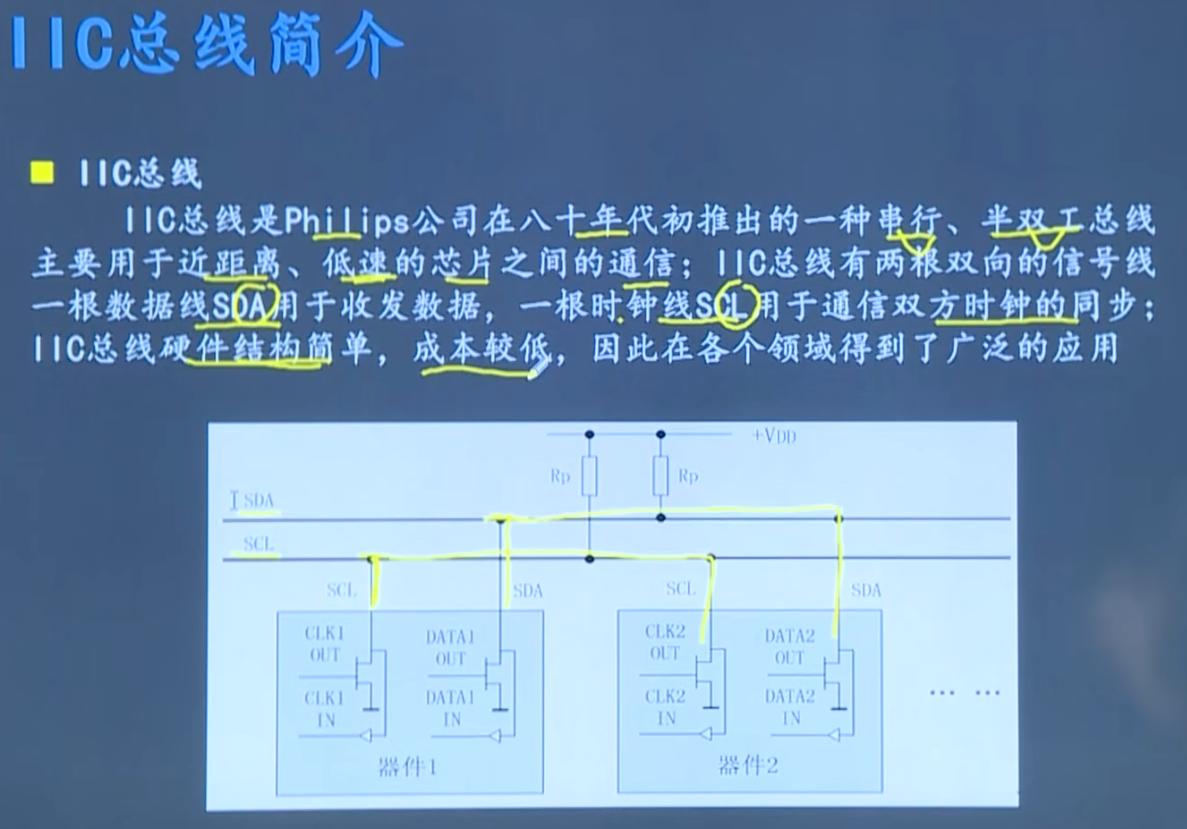 IIC总线简介
IIC总线
IIC总线是Philips公司在八十年代初推出的一种串行、半双工总线
主要用于近距离、低速的芯片之间的通信；IIC总线有两根双向的信号线
一根数据线SDA用于收发数据，一根时钟线SCL用于通信双方时钟的同步；
IIC总线硬件结构简单，成本较低，因此在各个领域得到了广泛的应用
+VDD
Rp Rp
SDA
SCL
SCL SDA SCL SDA
CLK1 DATA1 CLK2 DATA2
OUT OUT OUT OUT
CLK1 DATA1 CLK2 DATA2
IN IN IN IN
… …
器件1 器件2